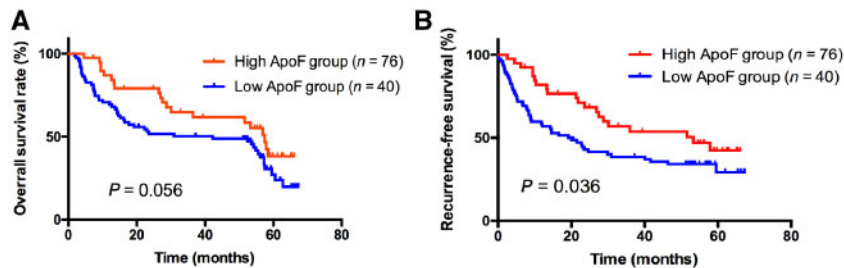 A
Overrall survival rate (%)
100
50
0
0 20 40 60 80
Time (months)
High ApoF group (n = 76)
Low ApoF group (n = 40)
P = 0.056
B
Recurrence-free survival (%)
100
50
0
0 20 40 60 80
Time (months)
High ApoF group (n = 76)
Low ApoF group (n = 40)
P = 0.036